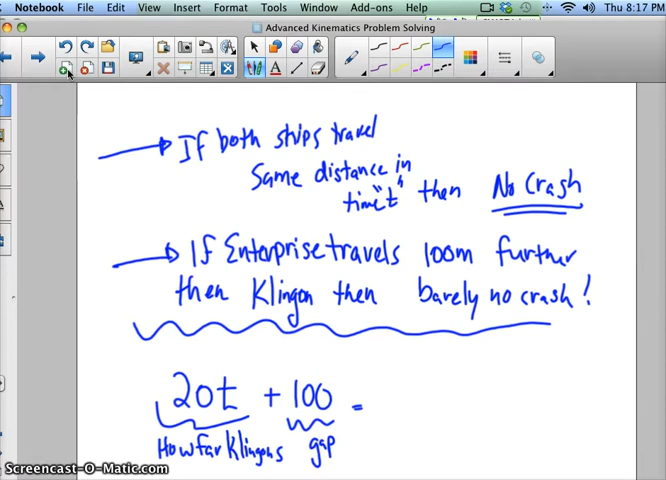 Notebook File Edit View Insert Format Tools Add-ons Window Help Thu 8:17 PM
Advanced Kinematics Problem Solving
If both ships travel
Same distance in
time "t" then No Crash
If Enterprise travels 100m further
then Klingon then barely no crash!
20t + 100 =
How far Klingons gap
Screencast-O-Matic.com